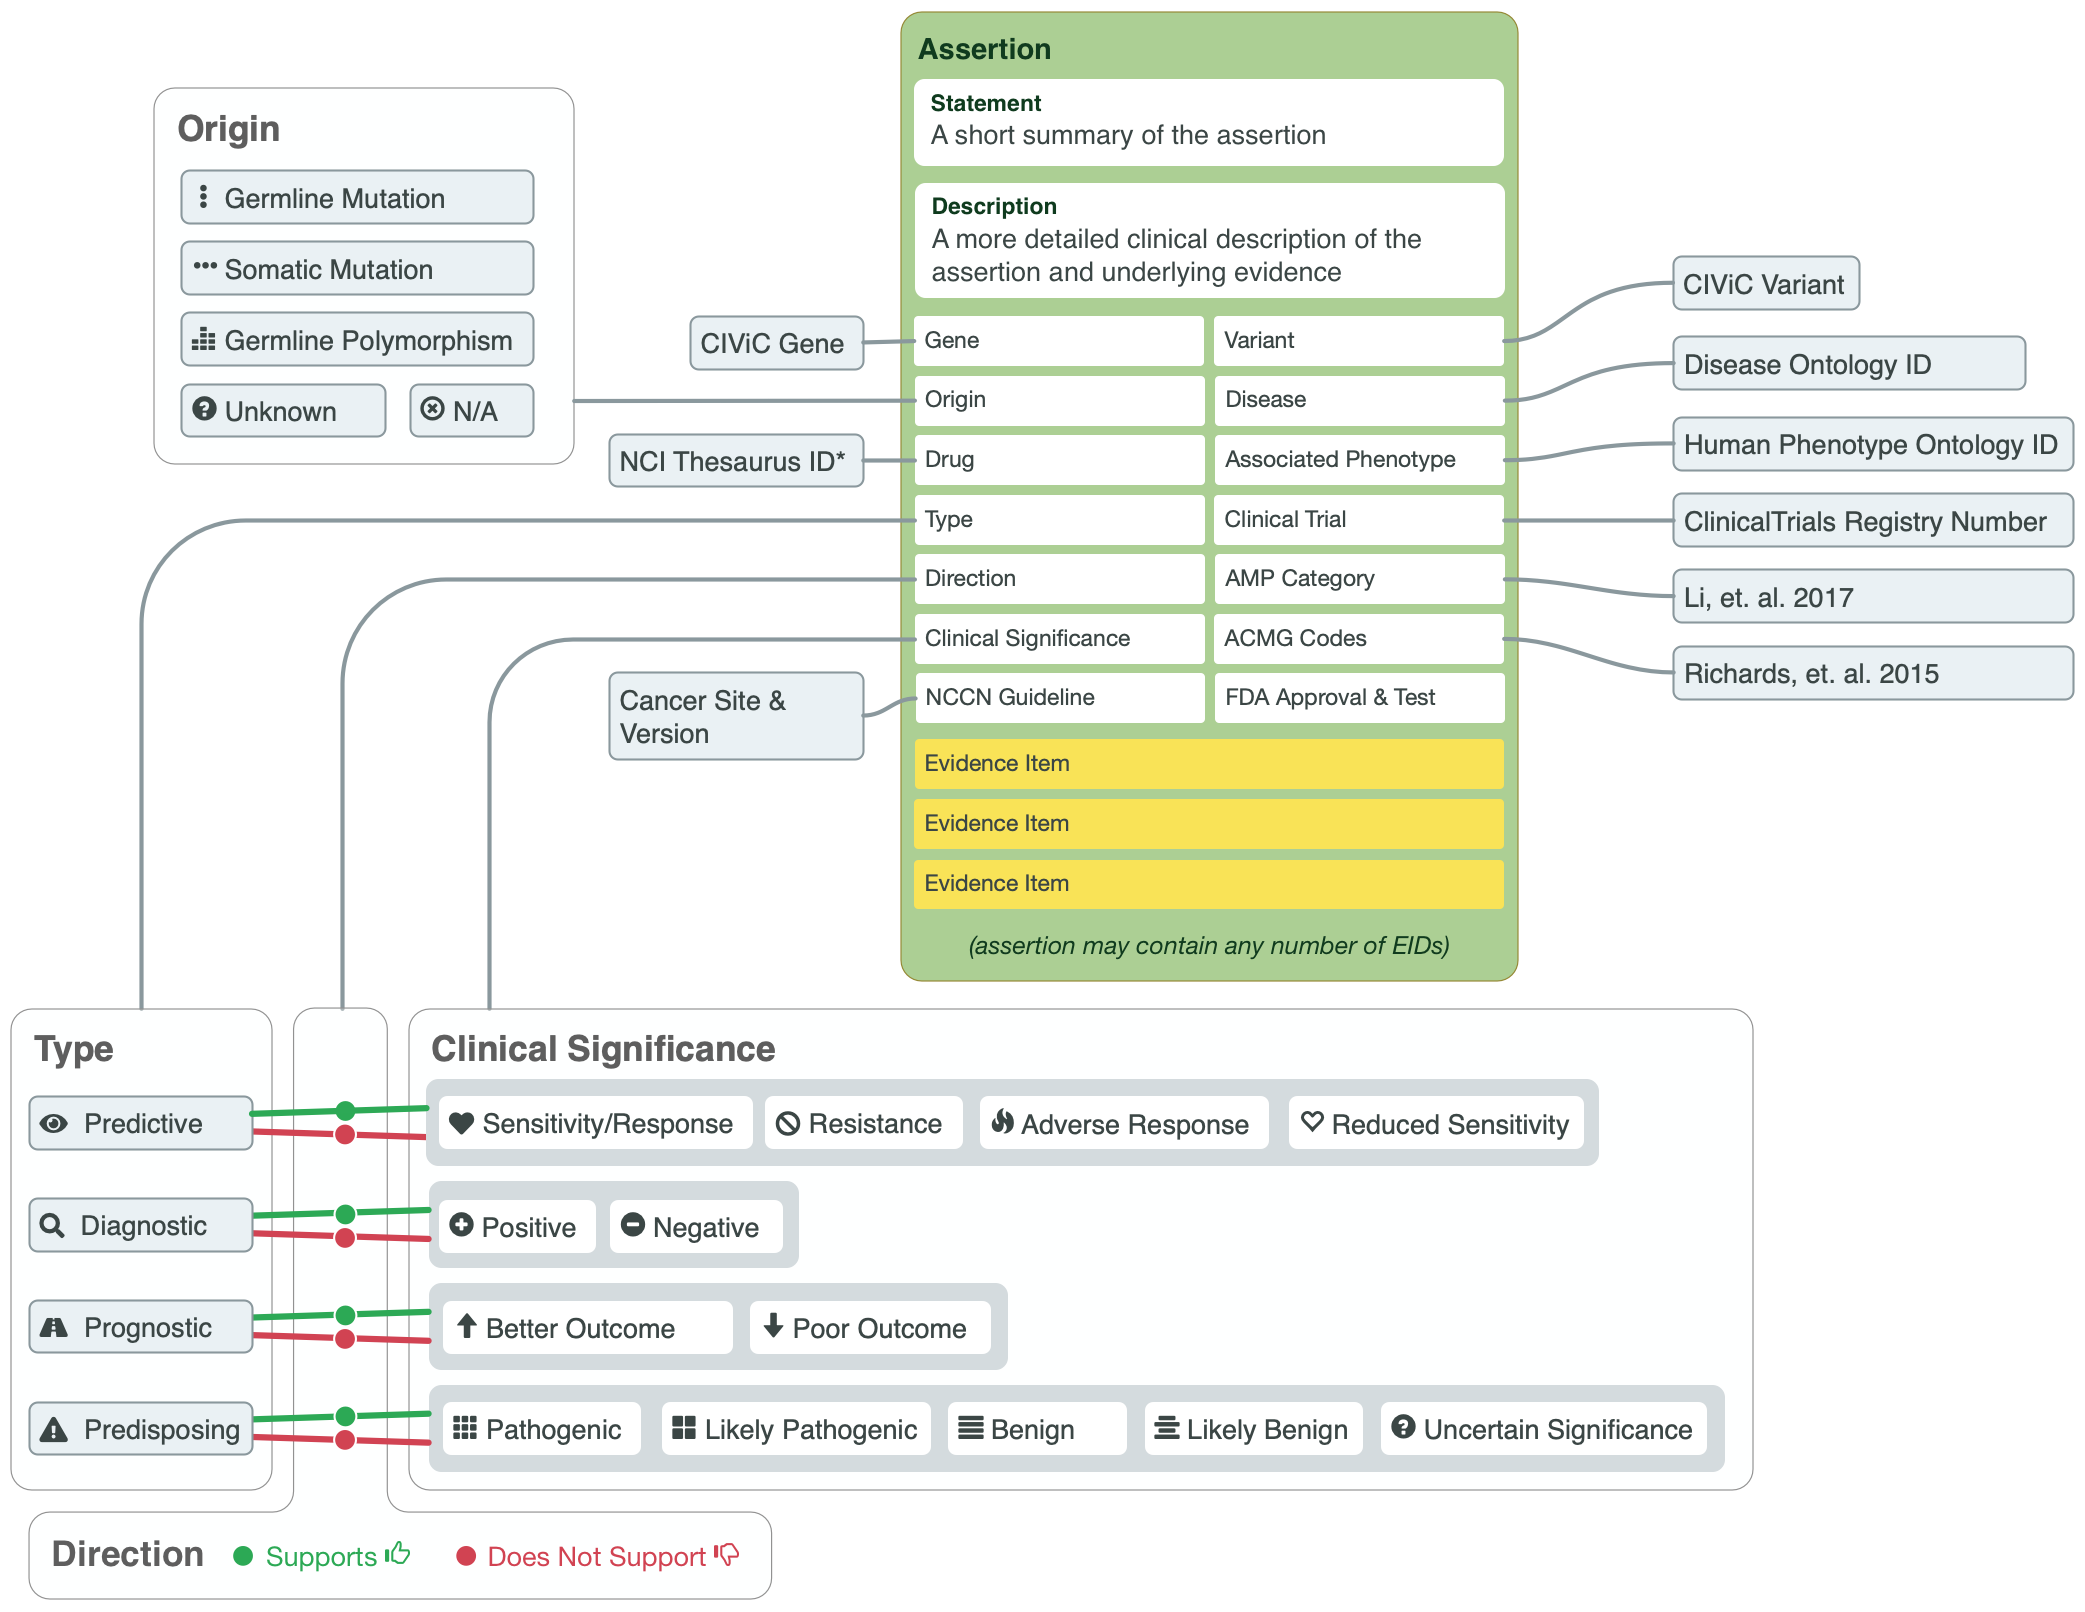 Assertion
Statement
A short summary of the assertion
Description
A more detailed clinical description of the
assertion and underlying evidence
Origin
Germline Mutation
Somatic Mutation
Germline Polymorphism
Unknown
N/A
CIViC Gene
NCI Thesaurus ID*
Cancer Site &
Version
Gene
Variant
Origin
Disease
Drug
Associated Phenotype
Type
Clinical Trial
Direction
AMP Category
Clinical Significance
ACMG Codes
NCCN Guideline
FDA Approval & Test
Evidence Item
Evidence Item
Evidence Item
(assertion may contain any number of EIDs)
CIViC Variant
Disease Ontology ID
Human Phenotype Ontology ID
ClinicalTrials Registry Number
Li, et. al. 2017
Richards, et. al. 2015
Type
Clinical Significance
Predictive
Sensitivity/Response
Resistance
Adverse Response
Reduced Sensitivity
Diagnostic
Positive
Negative
Prognostic
Better Outcome
Poor Outcome
Predisposing
Pathogenic
Likely Pathogenic
Benign
Likely Benign
Uncertain Significance
Direction
Supports
Does Not Support